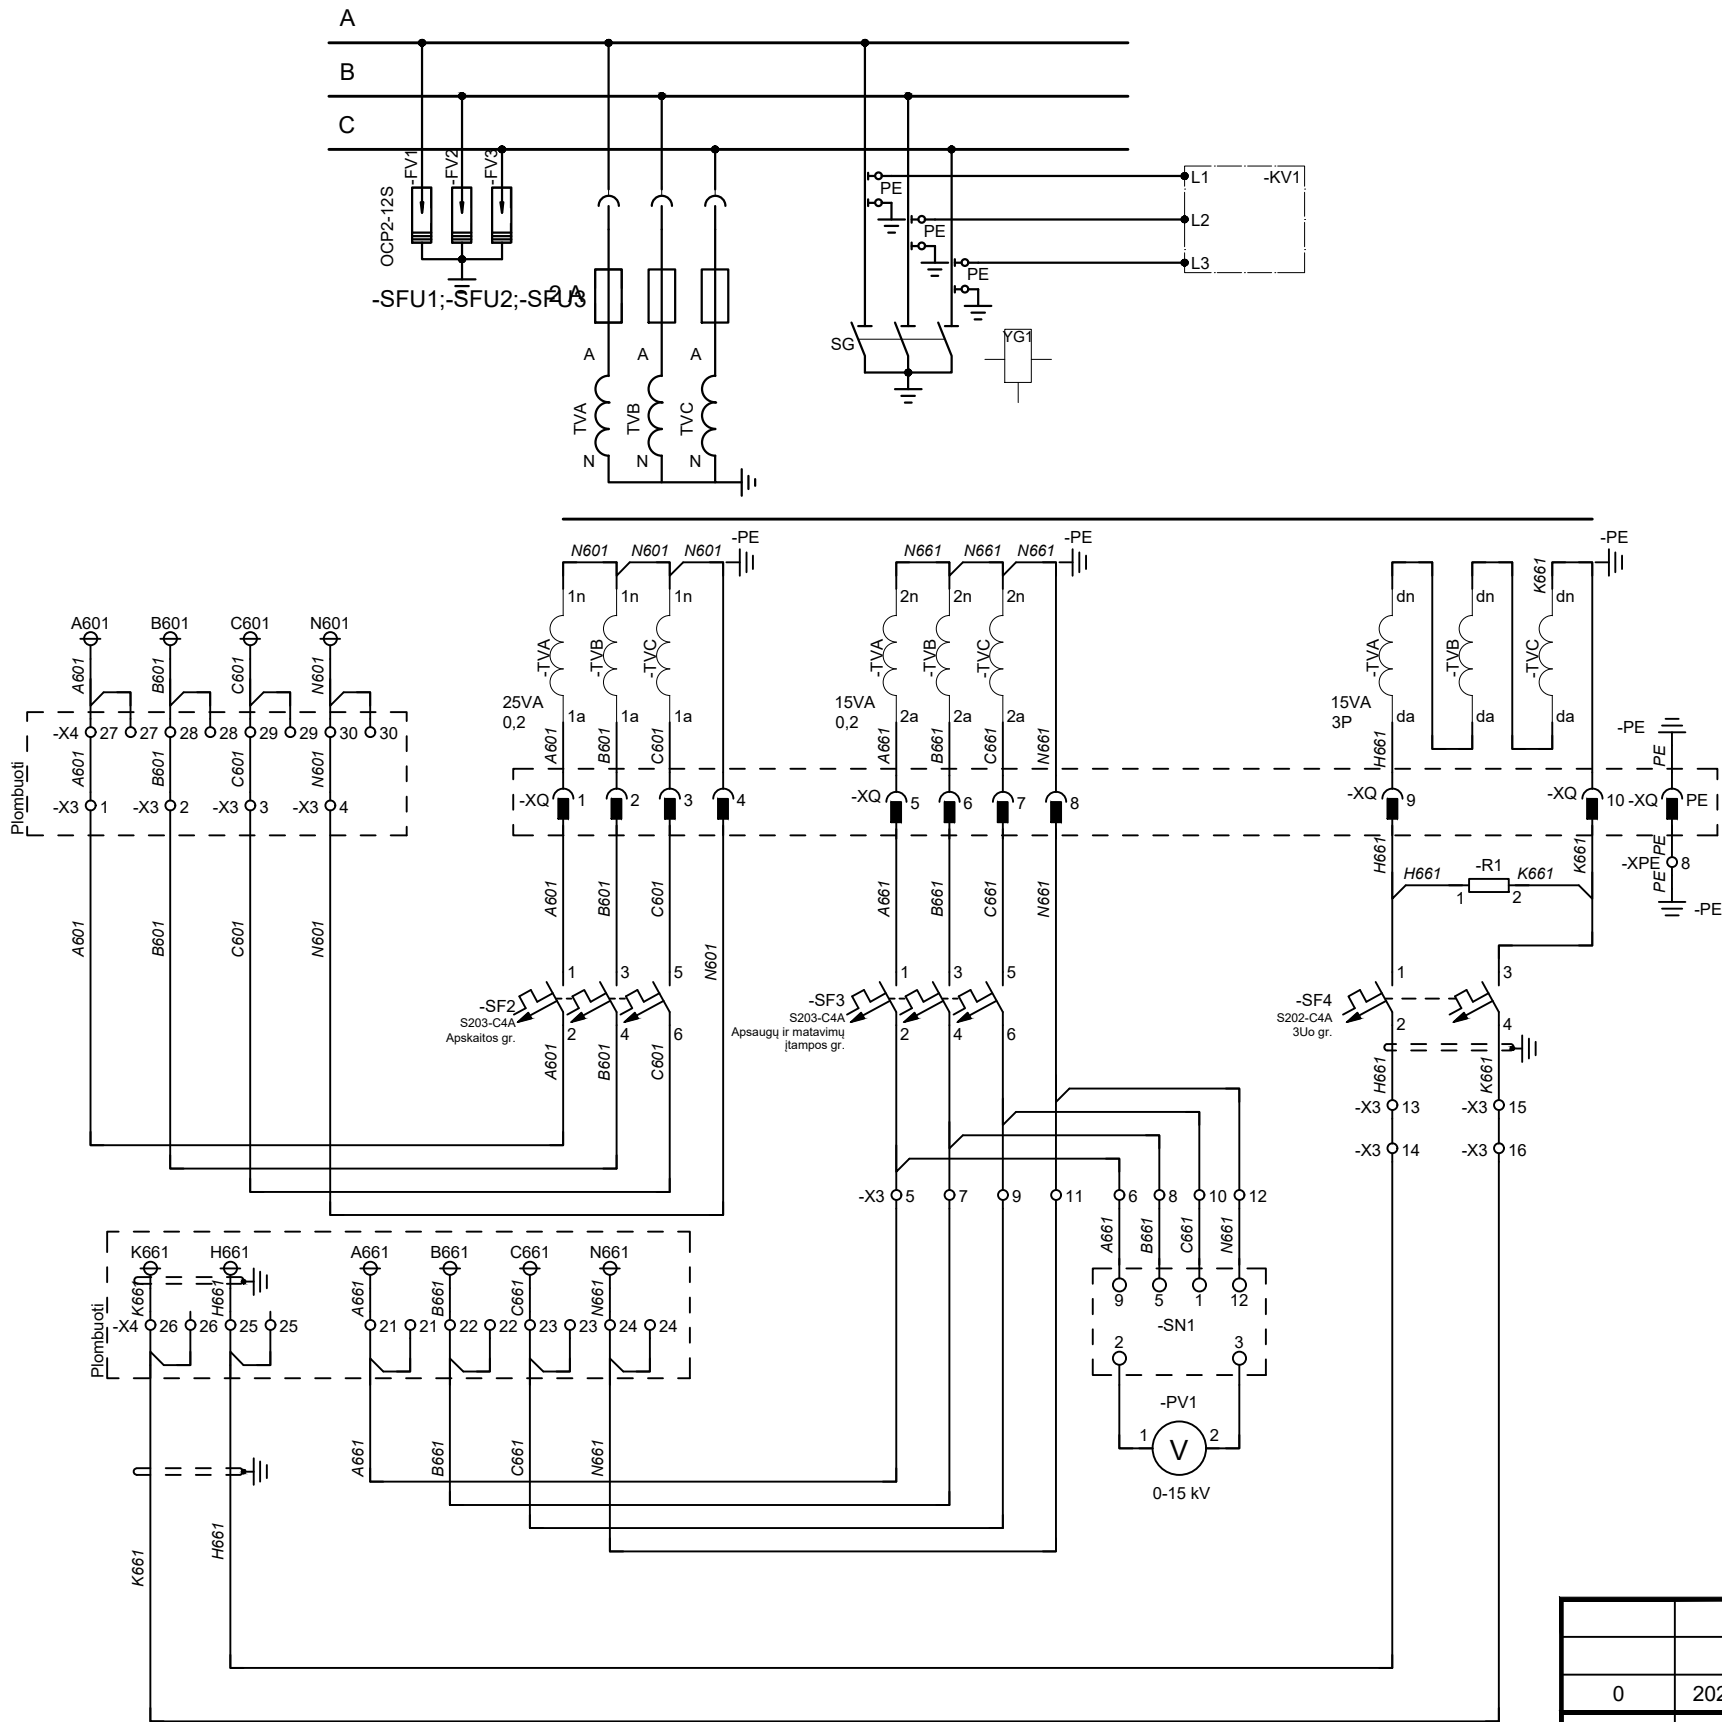 A
B
C
-FV1
-FV2
-FV3
OCP2-12S
-SFU1;-SFU2;-SFU3
2 A
L1 -KV1
PE
L2
PE
L3
PE
SG
YG1
A A A
TVA TVB TVC
N N N
-PE -PE -PE
N601 N601 N601
N661 N661 N661
K661
1n 1n 1n
2n 2n 2n
dn dn dn
A601 B601 C601 N601
-TVA -TVB -TVC
-TVA -TVB -TVC
-TVA -TVB -TVC
A601 B601 C601 N601
25VA
0,2
1a 1a 1a
15VA
0,2
2a 2a 2a
15VA
3P
da da da
-PE
-X4 27 27 28 28 29 29 30 30
A601 B601 C601 N601
A601 B601 C601
A661 B661 C661 N661
H661
PE
Plombuoti
-X3 1 -X3 2 -X3 3 -X3 4
-XQ 1 2 3 4
-XQ 5 6 7 8
-XQ 9 -XQ 10 -XQ PE
H661 K661 PE
-XPE 8
PE
-PE
H661 -R1 K661
1 2
A601 B601 C601
A661 B661 C661 N661
A601 B601 C601 N601
N601
1 3 5
-SF2
S203-C4A
Apskaitos gr.
2 4 6
1 3 5
-SF3
S203-C4A
Apsaugų ir matavimų
įtampos gr.
2 4 6
1 3
-SF4
S202-C4A
3Uo gr.
2 4
A601 B601 C601
H661 K661
-X3 13 -X3 15
-X3 14 -X3 16
-X3 5 7 9 11 6 8 10 12
A661 B661 C661 N661
9 5 1 12
-SN1
2 3
-PV1
1 V 2
0-15 kV
K661 H661 A661 B661 C661 N661
K661 H661 A661 B661 C661 N661
Plombuoti
-X4 26 26 25 25 21 21 22 22 23 23 24 24
A661 B661 C661 N661
K661 H661
0 202